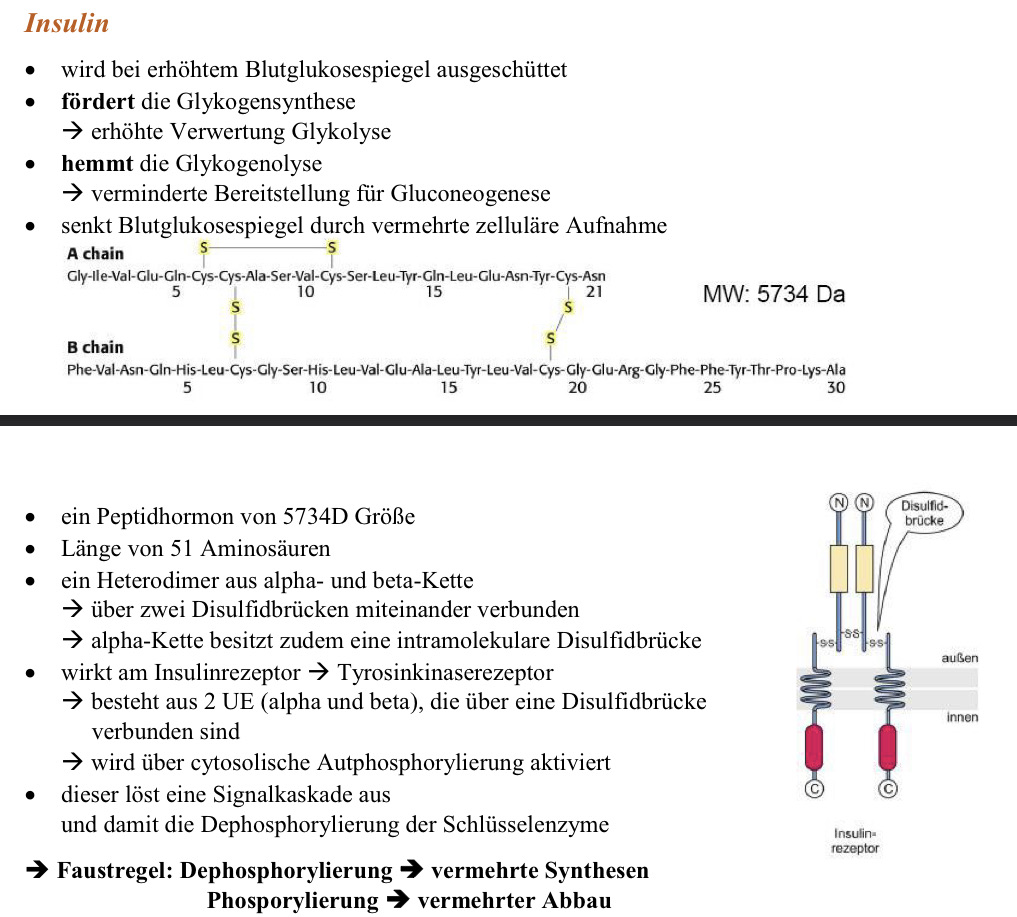 Insulin
• wird bei erhöhtem Blutglukosespiegel ausgeschüttet
• fördert die Glykogensynthese
→ erhöhte Verwertung Glykolyse
• hemmt die Glykogenolyse
→ verminderte Bereitstellung für Gluconeogenese
• senkt Blutglukosespiegel durch vermehrte zelluläre Aufnahme
S S
A chain
Gly-Ile-Val-Glu-Gln-Cys-Cys-Ala-Ser-Val-Cys-Ser-Leu-Tyr-Gln-Leu-Glu-Asn-Tyr-Cys-Asn
5 10 15 21
MW: 5734 Da
S S
S S
B chain
Phe-Val-Asn-Gln-His-Leu-Cys-Gly-Ser-His-Leu-Val-Glu-Ala-Leu-Tyr-Leu-Val-Cys-Gly-Glu-Arg-Gly-Phe-Phe-Tyr-Thr-Pro-Lys-Ala
5 10 15 20 25 30
• ein Peptidhormon von 5734D Größe
• Länge von 51 Aminosäuren
• ein Heterodimer aus alpha- und beta-Kette
→ über zwei Disulfidbrücken miteinander verbunden
→ alpha-Kette besitzt zudem eine intramolekulare Disulfidbrücke
• wirkt am Insulinrezeptor → Tyrosinkinaserezeptor
→ besteht aus 2 UE (alpha und beta), die über eine Disulfidbrücke
verbunden sind
→ wird über cytosolische Autphosphorylierung aktiviert
• dieser löst eine Signalkaskade aus
und damit die Dephosphorylierung der Schlüsselenzyme
➔ Faustregel: Dephosphorylierung ➔ vermehrte Synthesen
Phosporylierung ➔ vermehrter Abbau
N N
Disulfid-
brücke
S-S
S-S S-S
außen
innen
C C
Insulin-
rezeptor